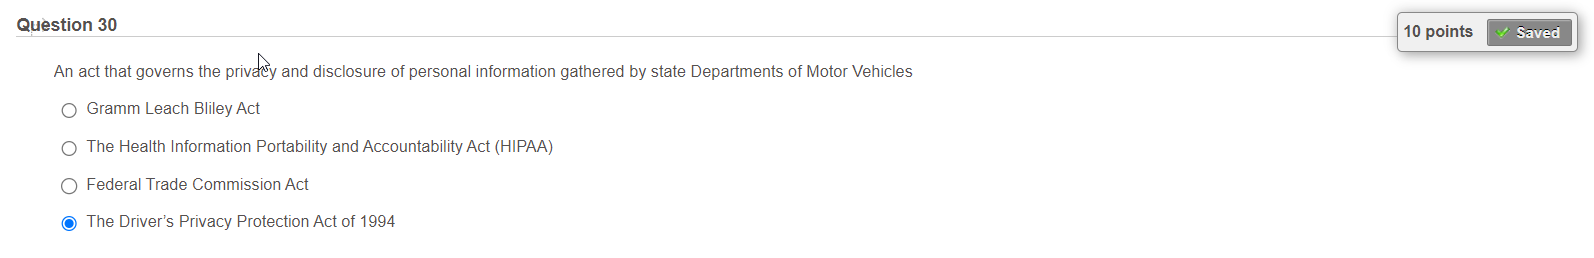 Question 30
10 points
Saved
An act that governs the privacy and disclosure of personal information gathered by state Departments of Motor Vehicles
Gramm Leach Bliley Act
The Health Information Portability and Accountability Act (HIPAA)
Federal Trade Commission Act
The Driver’s Privacy Protection Act of 1994